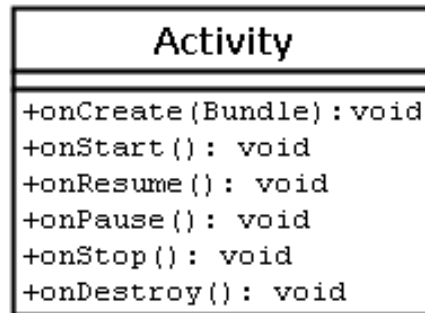 Activity
+onCreate(Bundle):void
+onStart(): void
+onResume(): void
+onPause(): void
+onStop(): void
+onDestroy(): void